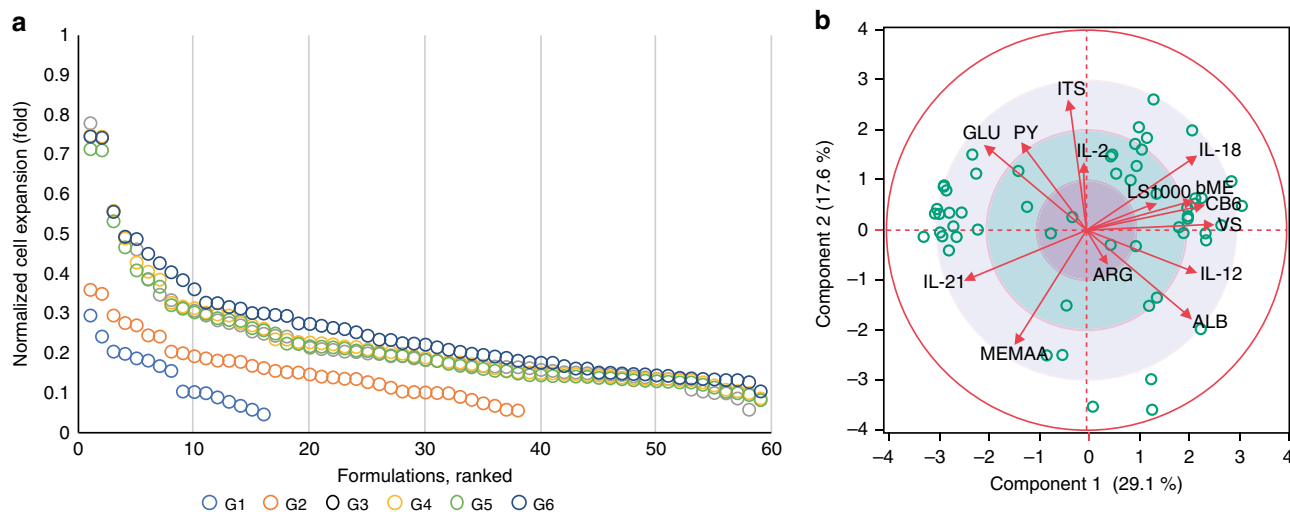 a
Normalized cell expansion (fold)
1
0.9
0.8
0.7
0.6
0.5
0.4
0.3
0.2
0.1
0
0 10 20 30 40 50 60
Formulations, ranked
G1 G2 G3 G4 G5 G6
b
Component 2 (17.6 %)
4
3
2
1
0
–1
–2
–3
–4
ITS
GLU PY
IL-2
IL-18
LS1000 bME
CB6
VS
IL-21
ARG
IL-12
ALB
MEMAA
–4 –3 –2 –1 0 1 2 3 4
Component 1 (29.1 %)